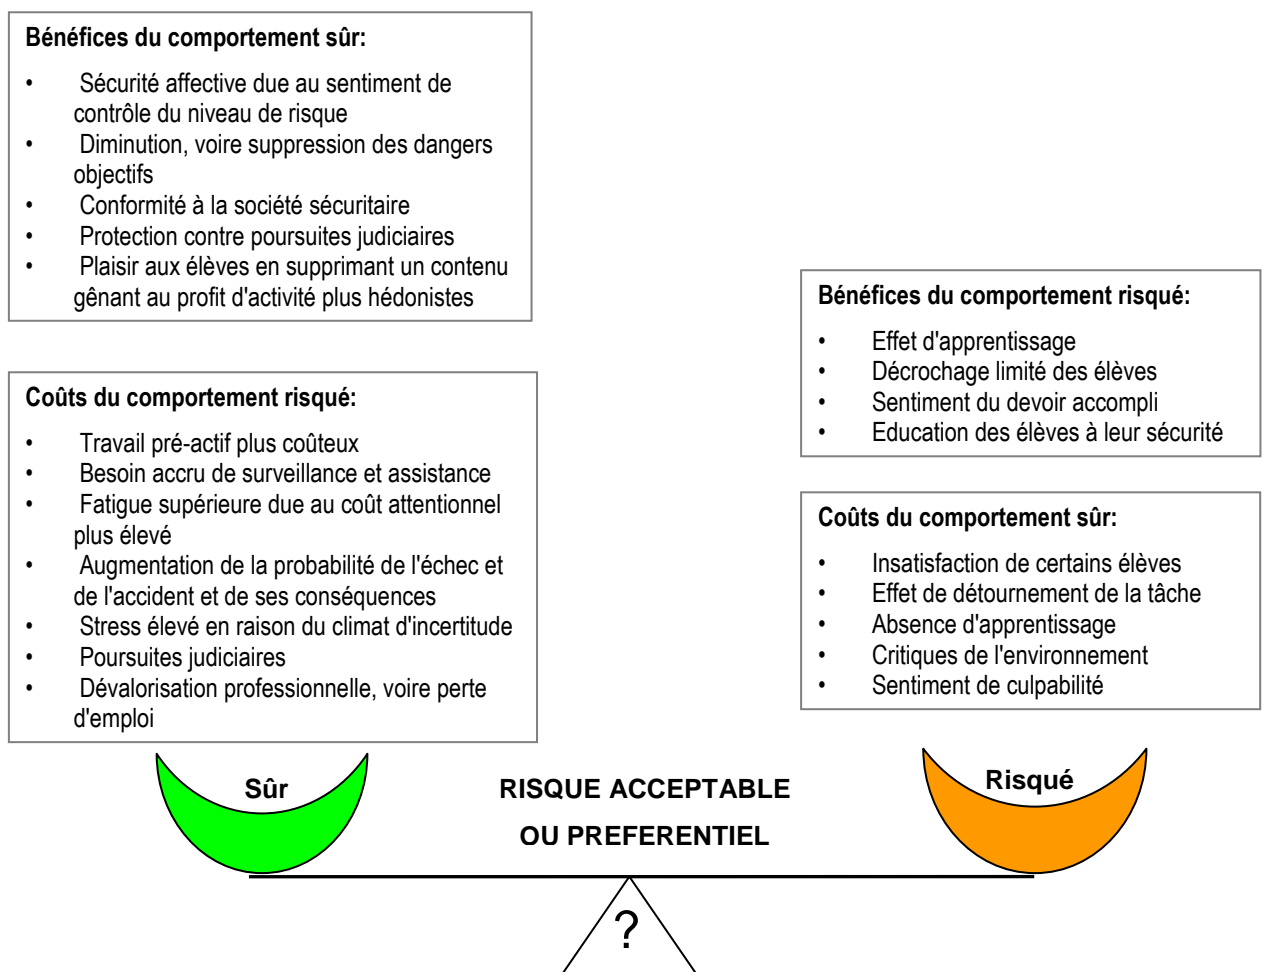 Bénéfices du comportement sûr:
• Sécurité affective due au sentiment de
contrôle du niveau de risque
• Diminution, voire suppression des dangers
objectifs
• Conformité à la société sécuritaire
• Protection contre poursuites judiciaires
• Plaisir aux élèves en supprimant un contenu
gênant au profit d'activité plus hédonistes
Coûts du comportement risqué:
• Travail pré-actif plus coûteux
• Besoin accru de surveillance et assistance
• Fatigue supérieure due au coût attentionnel
plus élevé
• Augmentation de la probabilité de l'échec et
de l'accident et de ses conséquences
• Stress élevé en raison du climat d'incertitude
• Poursuites judiciaires
• Dévalorisation professionnelle, voire perte
d'emploi
Bénéfices du comportement risqué:
• Effet d'apprentissage
• Décrochage limité des élèves
• Sentiment du devoir accompli
• Education des élèves à leur sécurité
Coûts du comportement sûr:
• Insatisfaction de certains élèves
• Effet de détournement de la tâche
• Absence d'apprentissage
• Critiques de l'environnement
• Sentiment de culpabilité
Sûr
RISQUE ACCEPTABLE
OU PREFERENTIEL
Risqué
?